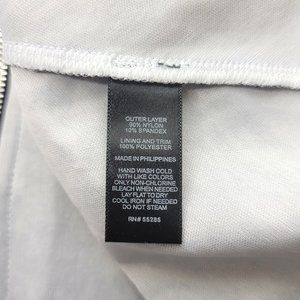 OUTER LAYER
90% NYLON
12% SPANDEX
LINING AND TRIM
100% POLYESTER
MADE IN PHILIPPINES
HAND WASH COLD
WITH LIKE COLORS
ONLY NON-CHLORINE
BLEACH WHEN NEEDED
LAY FLAT TO DRY
COOL IRON IF NEEDED
DO NOT STEAM
RN# 55285